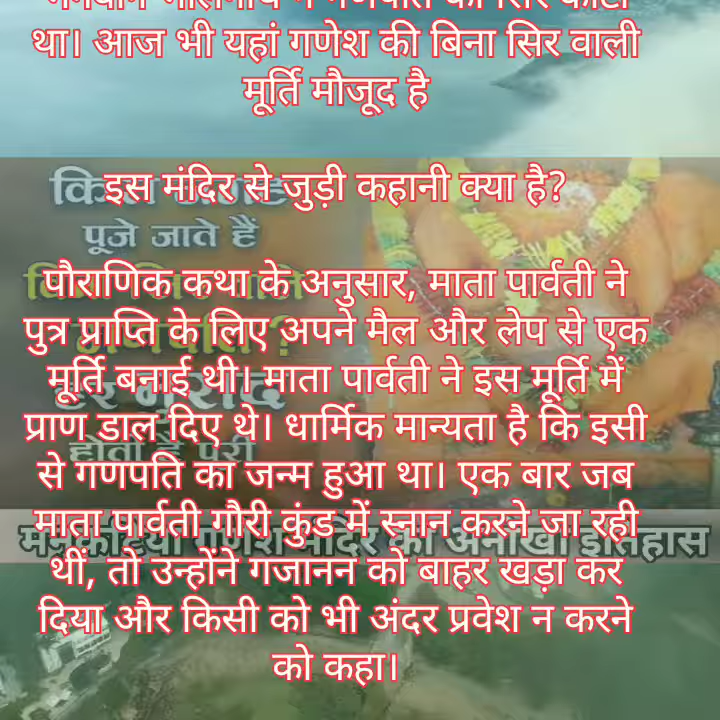 था। आज भी यहां गणेश की बिना सिर वाली
मूर्ति मौजूद है
इस मंदिर से जुड़ी कहानी क्या है?
पूजे जाते हैं
पौराणिक कथा के अनुसार, माता पार्वती ने
पुत्र प्राप्ति के लिए अपने मैल और लेप से एक
मूर्ति बनाई थी। माता पार्वती ने इस मूर्ति में
प्राण डाल दिए थे। धार्मिक मान्यता है कि इसी
होती है पूरी
से गणपति का जन्म हुआ था। एक बार जब
माता पार्वती गौरी कुंड में स्नान करने जा रही
थीं, तो उन्होंने गजानन को बाहर खड़ा कर
दिया और किसी को भी अंदर प्रवेश न करने
को कहा।